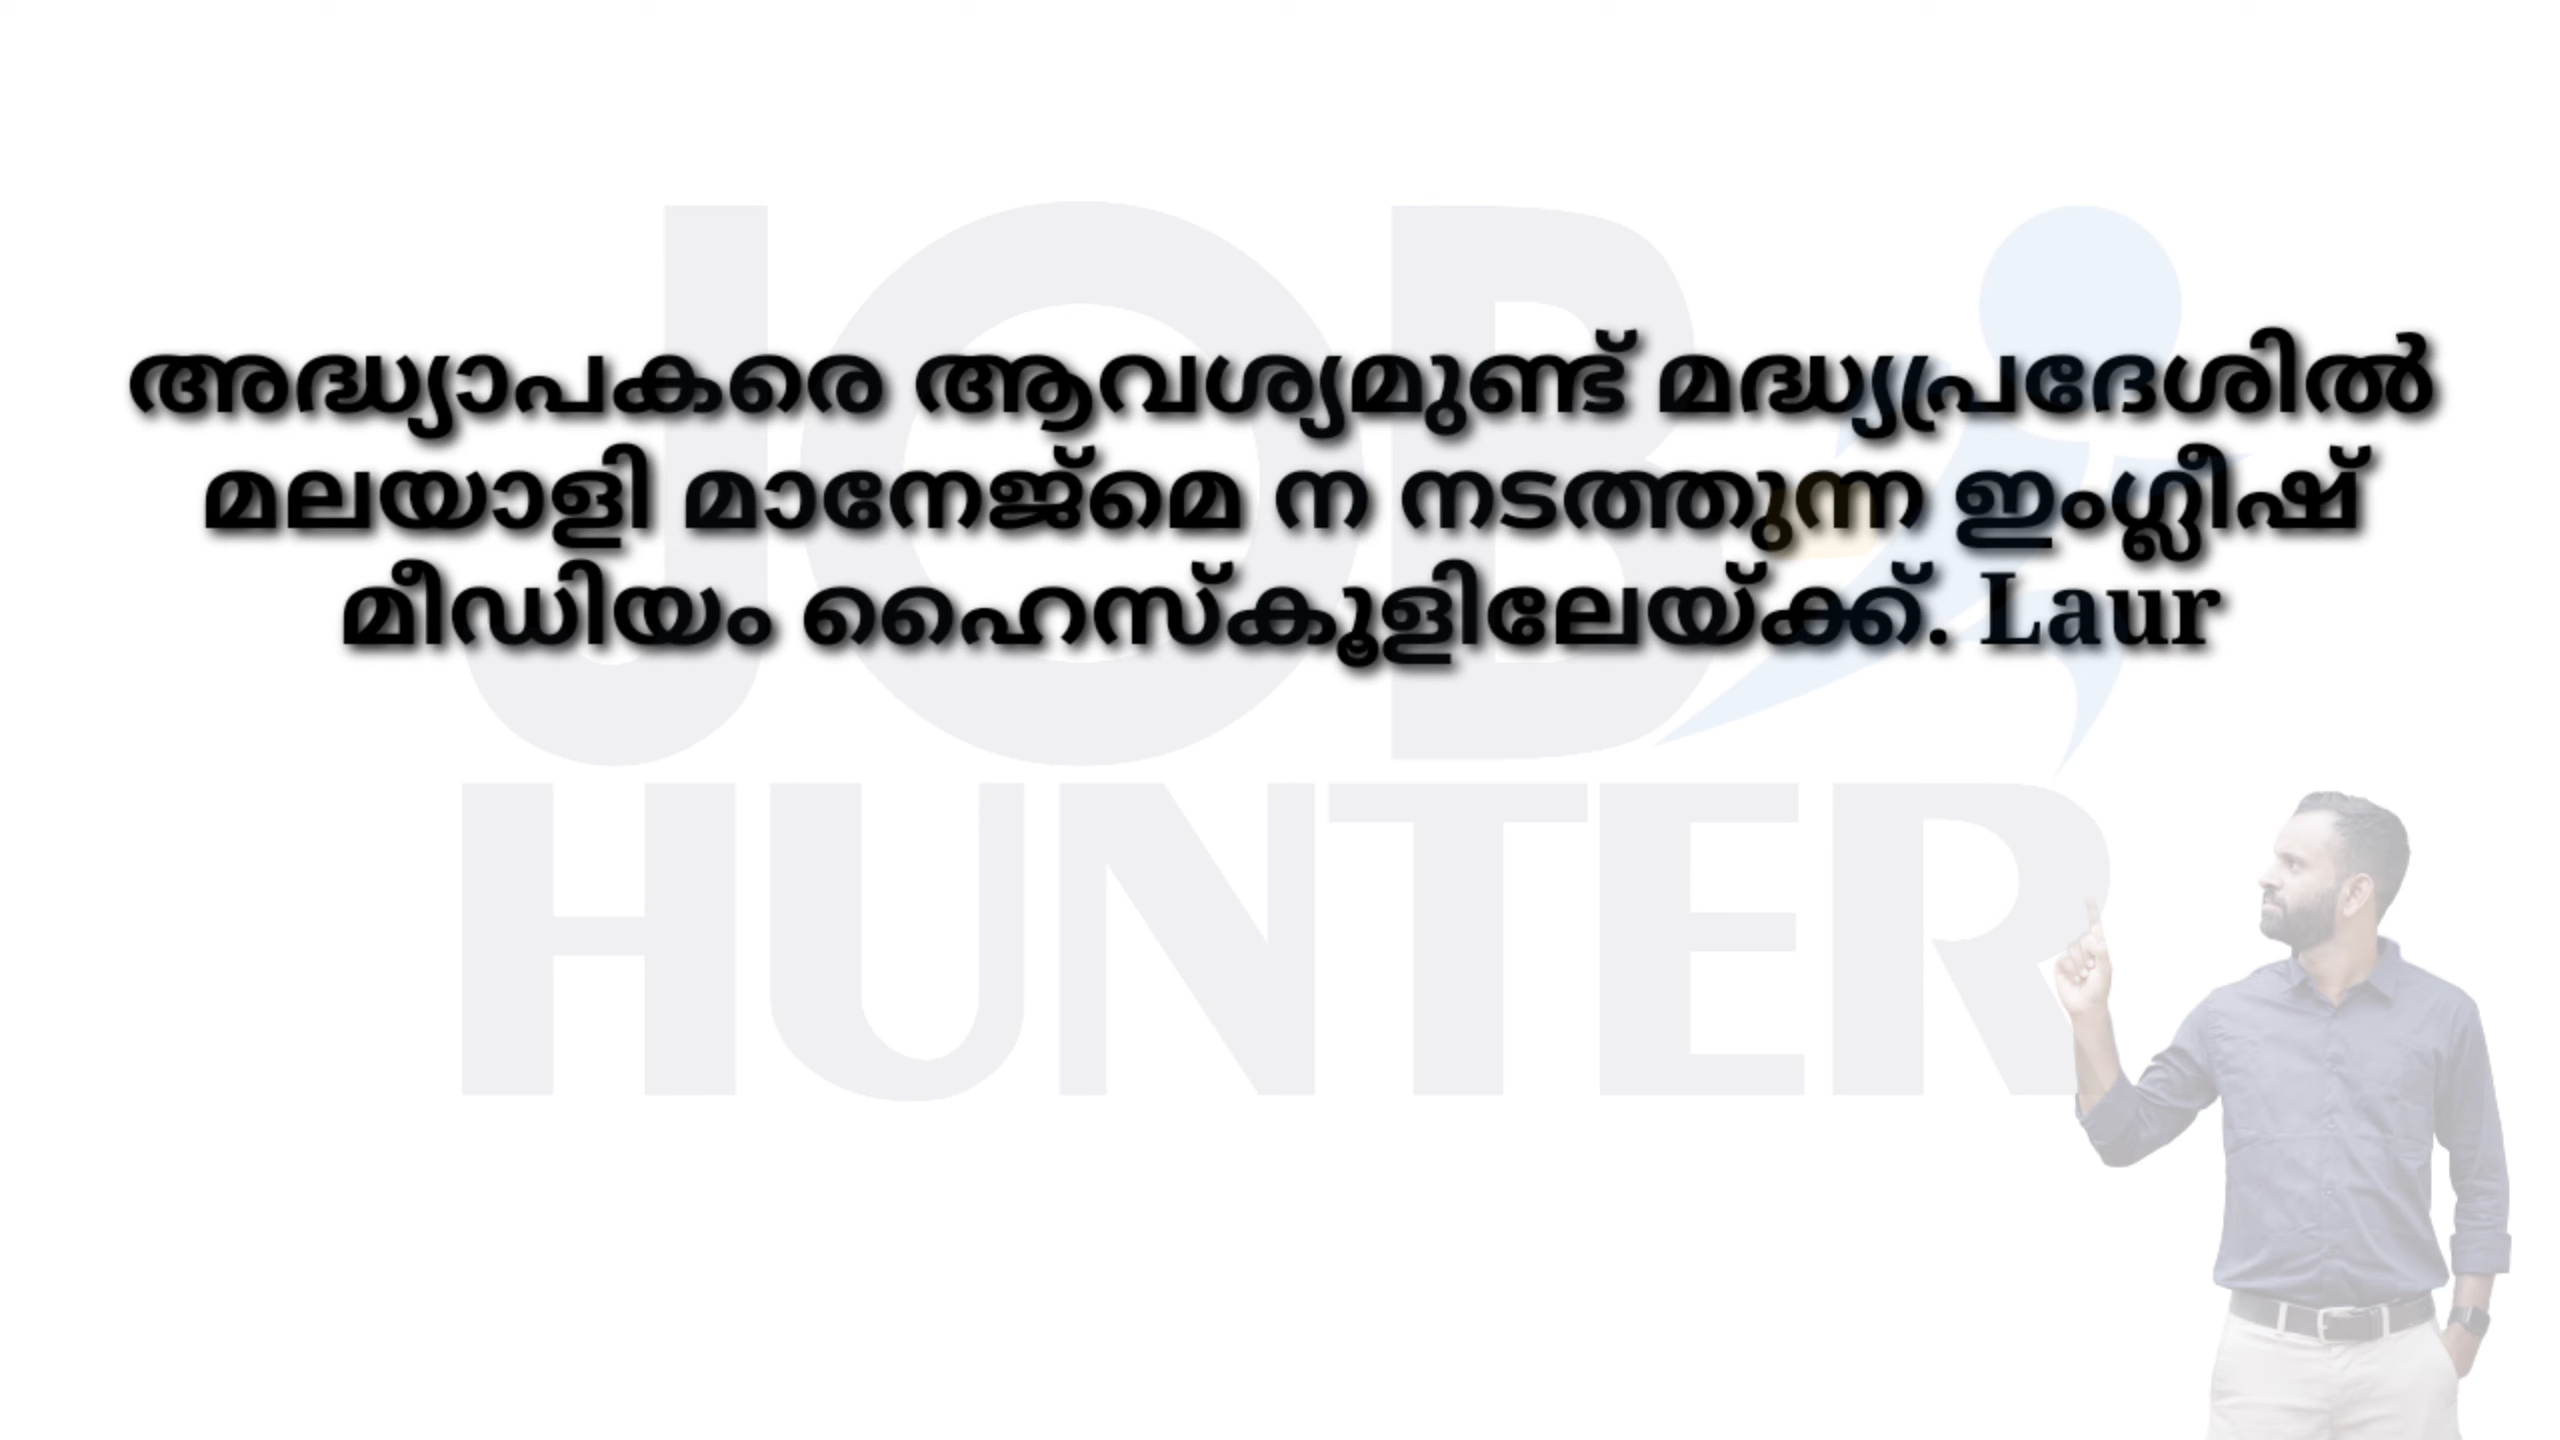 അദ്ധ്യാപകരെ ആവശ്യമുണ്ട് മദ്ധ്യപ്രദേശിൽ
മലയാളി മാനേജ്മെ ന നടത്തുന്ന ഇംഗ്ലീഷ്
മീഡിയം ഹൈസ്കൂളിലേയ്ക്ക്. Laur
JOB
HUNTER